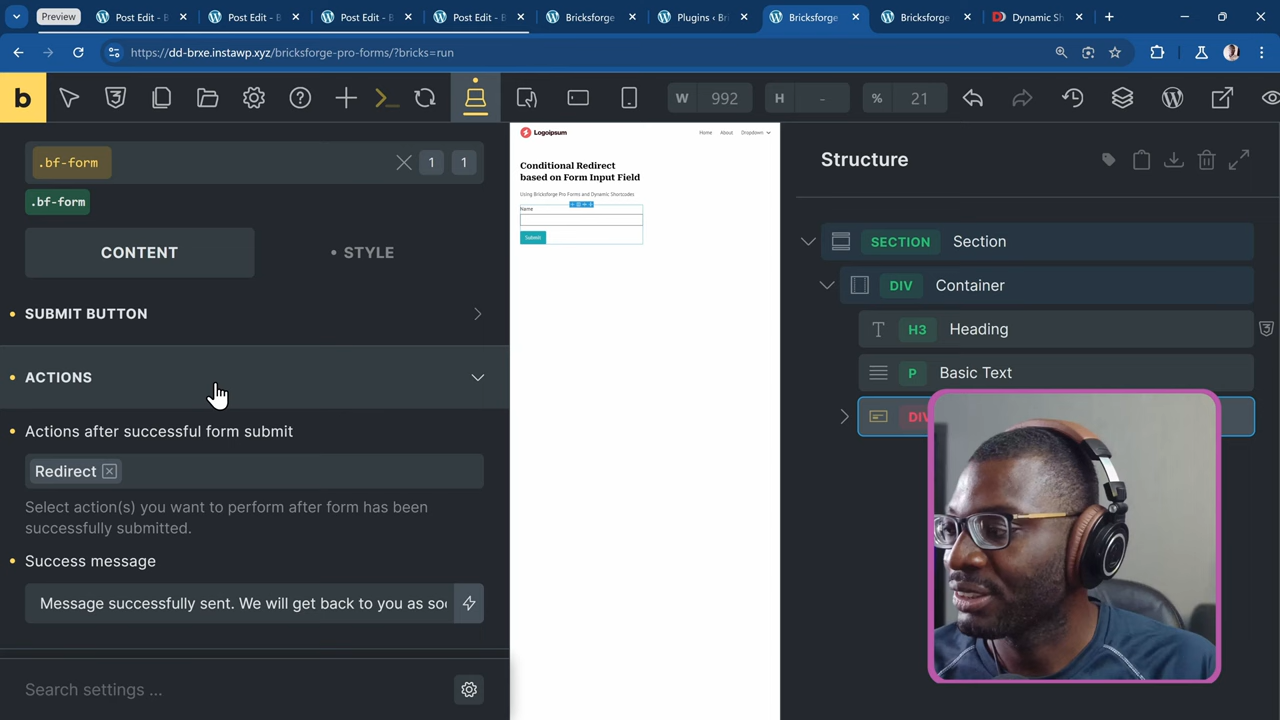 Preview
Post Edit - B
Post Edit - B
Post Edit - B
Post Edit - B
Bricksforge
Plugins < Bri
Bricksforge
Bricksforge
Dynamic Sh
https://dd-brxe.instawp.xyz/bricksforge-pro-forms/?bricks=run
b
W 992
H -
% 21
.bf-form
1 1
.bf-form
CONTENT
STYLE
SUBMIT BUTTON
ACTIONS
Actions after successful form submit
Redirect
Select action(s) you want to perform after form has been
successfully submitted.
Success message
Message successfully sent. We will get back to you as soo
Search settings ...
Logoipsum
Home About Dropdown
Conditional Redirect
based on Form Input Field
Using Bricksforge Pro Forms and Dynamic Shortcodes
Name
Submit
Structure
SECTION Section
DIV Container
T H3 Heading
P Basic Text
DIV